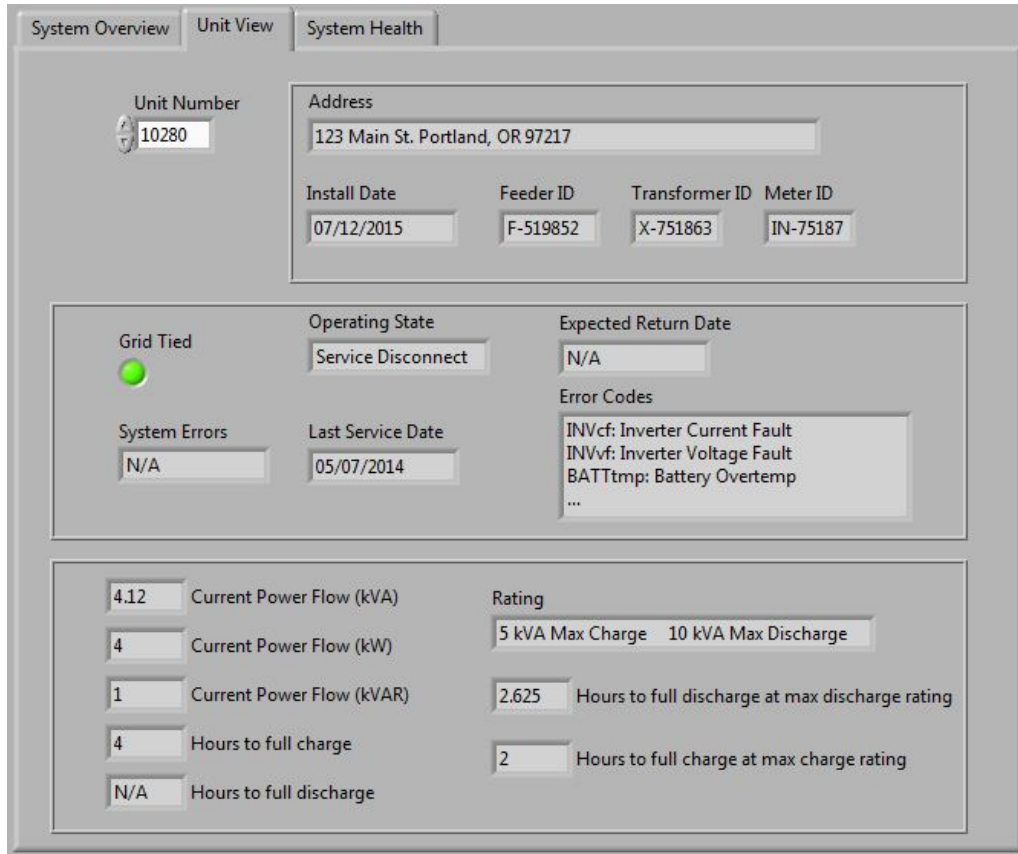 System Overview
Unit View
System Health
Unit Number
10280
Address
123 Main St. Portland, OR 97217
Install Date
Feeder ID
Transformer ID
Meter ID
07/12/2015
F-519852
X-751863
IN-75187
Grid Tied
Operating State
Service Disconnect
Expected Return Date
N/A
System Errors
N/A
Last Service Date
05/07/2014
Error Codes
INVcf: Inverter Current Fault
INVvf: Inverter Voltage Fault
BATTtmp: Battery Overtemp
...
4.12 Current Power Flow (kVA)
4 Current Power Flow (kW)
1 Current Power Flow (kVAR)
4 Hours to full charge
N/A Hours to full discharge
Rating
5 kVA Max Charge 10 kVA Max Discharge
2.625 Hours to full discharge at max discharge rating
2 Hours to full charge at max charge rating